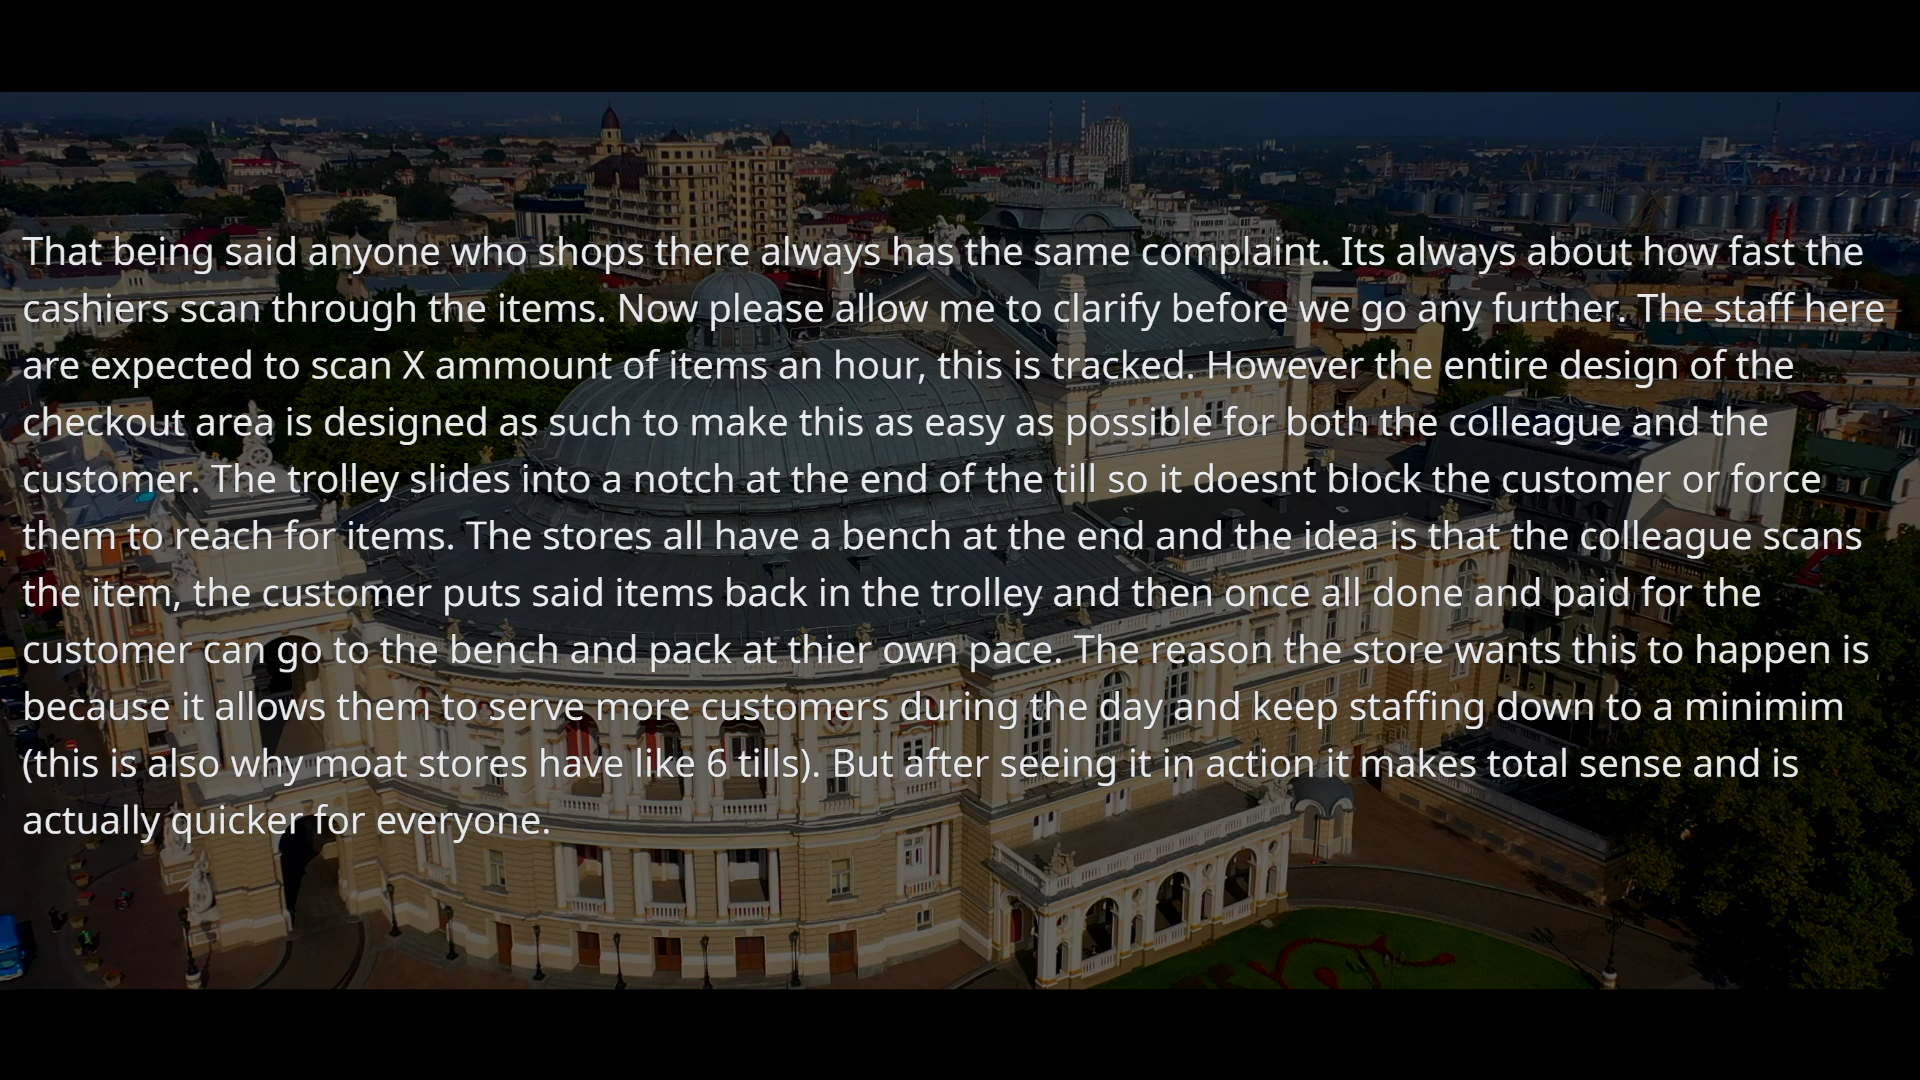 That being said anyone who shops there always has the same complaint. Its always about how fast the
cashiers scan through the items. Now please allow me to clarify before we go any further. The staff here
are expected to scan X ammount of items an hour, this is tracked. However the entire design of the
checkout area is designed as such to make this as easy as possible for both the colleague and the
customer. The trolley slides into a notch at the end of the till so it doesnt block the customer or force
them to reach for items. The stores all have a bench at the end and the idea is that the colleague scans
the item, the customer puts said items back in the trolley and then once all done and paid for the
customer can go to the bench and pack at thier own pace. The reason the store wants this to happen is
because it allows them to serve more customers during the day and keep staffing down to a minimim
(this is also why moat stores have like 6 tills). But after seeing it in action it makes total sense and is
actually quicker for everyone.